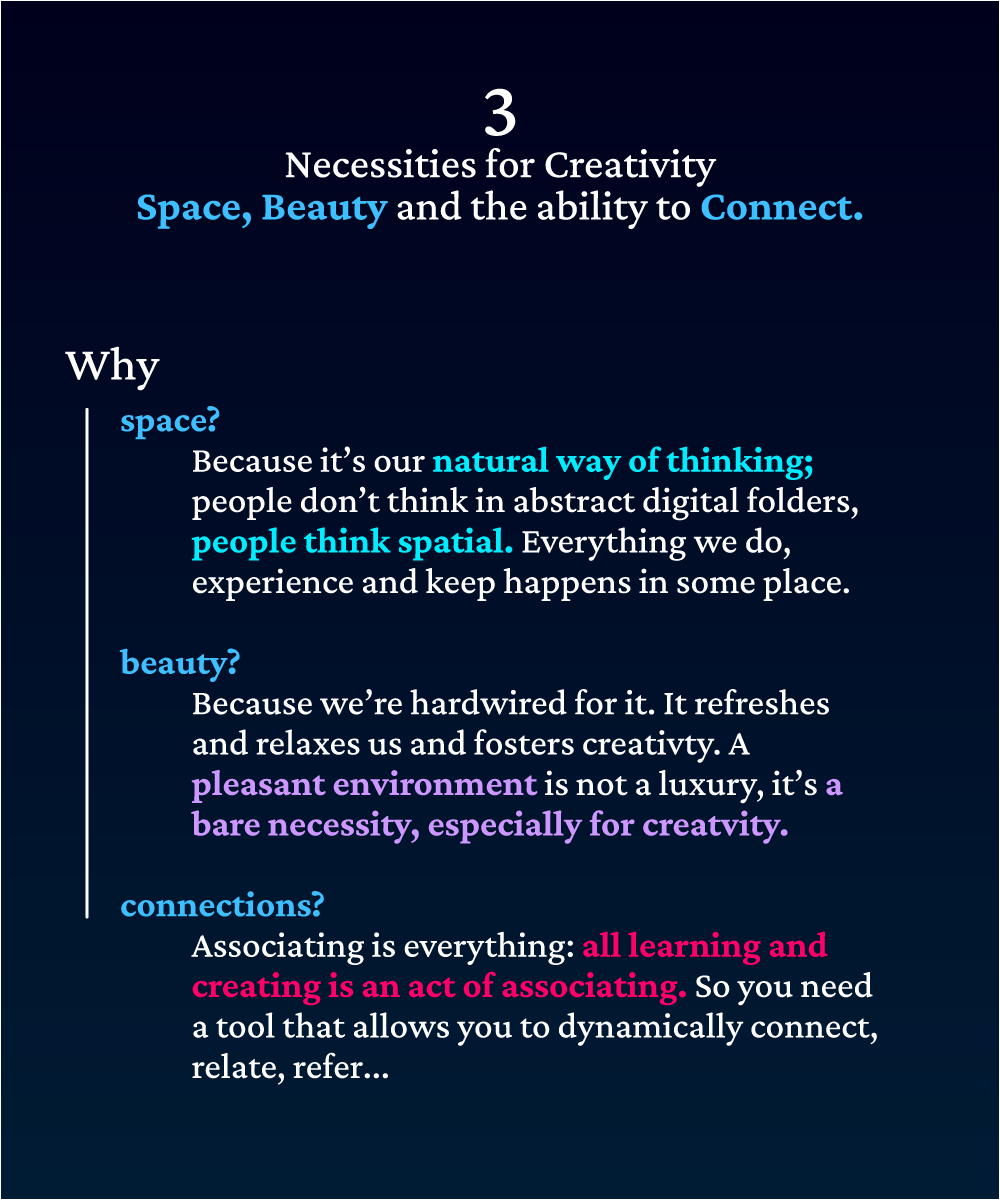 3
Necessities for Creativity
Space, Beauty and the ability to Connect.
Why
space?
Because it’s our natural way of thinking;
people don’t think in abstract digital folders,
people think spatial. Everything we do,
experience and keep happens in some place.
beauty?
Because we’re hardwired for it. It refreshes
and relaxes us and fosters creativty. A
pleasant environment is not a luxury, it’s a
bare necessity, especially for creatvity.
connections?
Associating is everything: all learning and
creating is an act of associating. So you need
a tool that allows you to dynamically connect,
relate, refer...